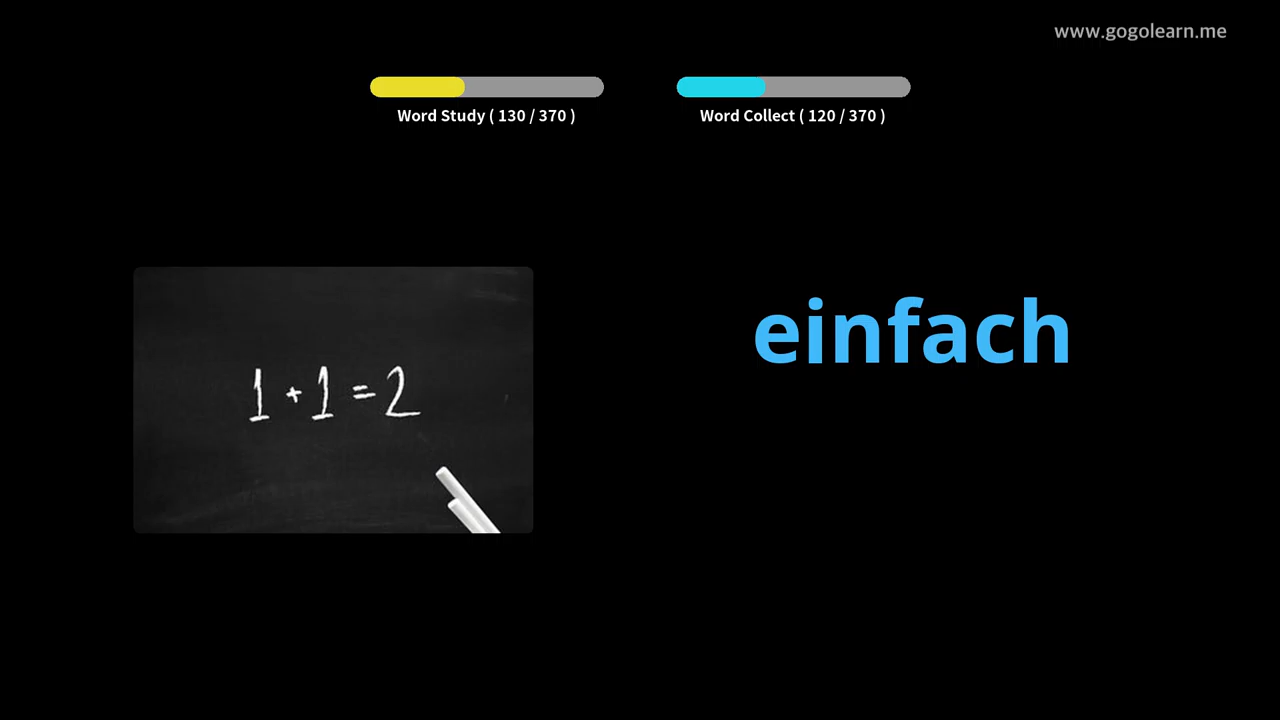 www.gogolearn.me
Word Study ( 130 / 370 )
Word Collect ( 120 / 370 )
einfach
1 + 1 = 2